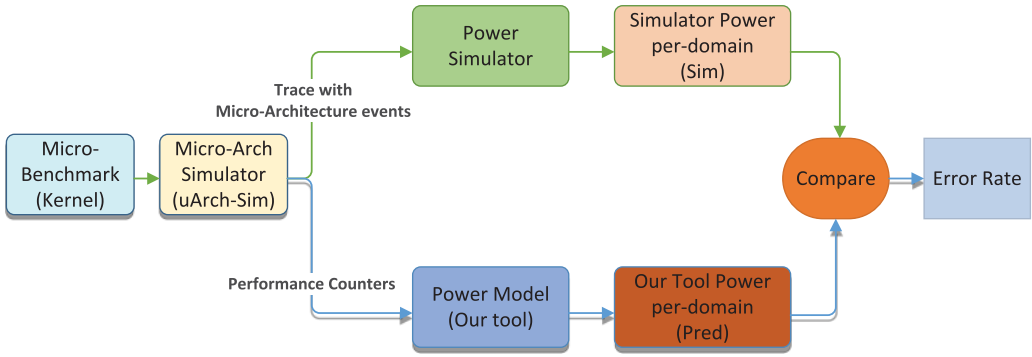 Power
Simulator
Simulator Power
per-domain
(Sim)
Trace with
Micro-Architecture events
Micro-
Benchmark
(Kernel)
Micro-Arch
Simulator
(uArch-Sim)
Compare
Error Rate
Performance Counters
Power Model
(Our tool)
Our Tool Power
per-domain
(Pred)